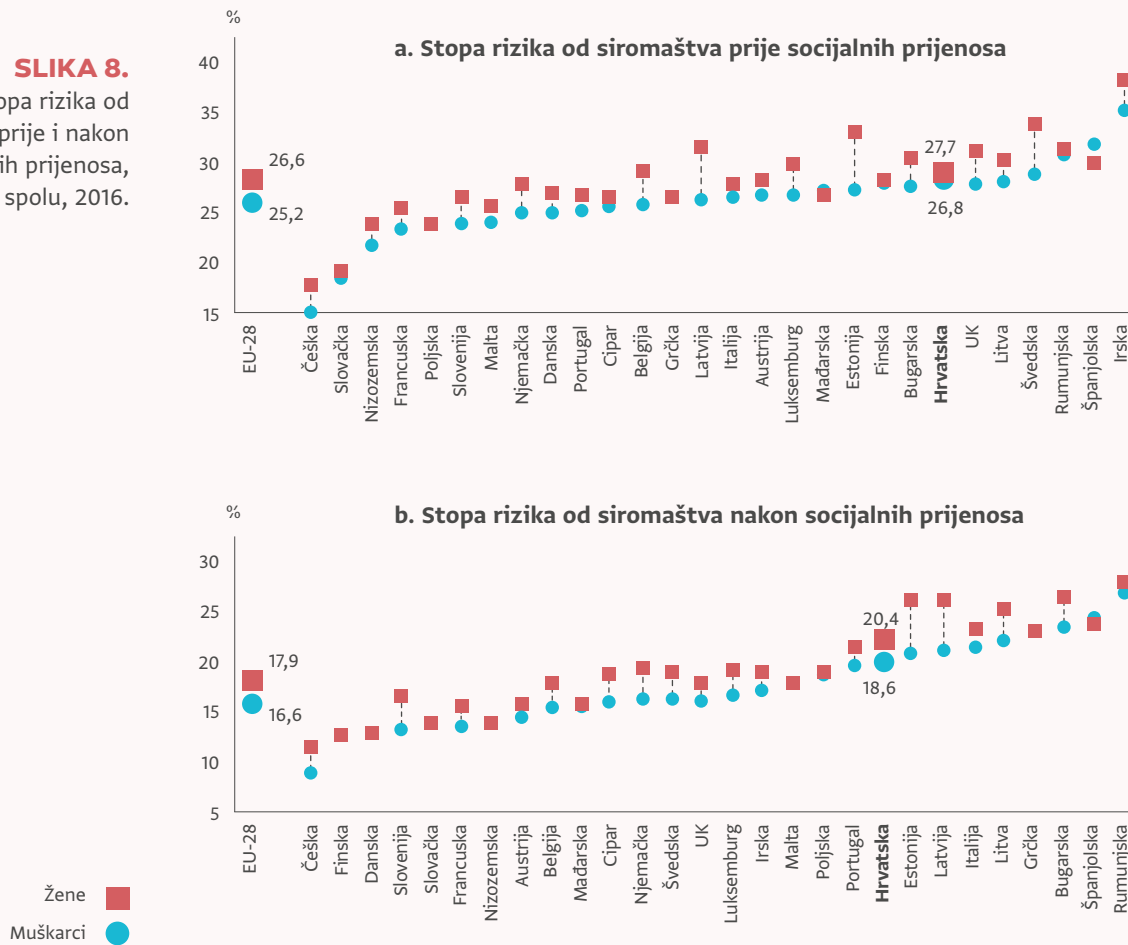 SLIKA 8.
opa rizika od
prije i nakon
ih prijenosa,
spolu, 2016.
%
a. Stopa rizika od siromaštva prije socijalnih prijenosa
40
35
30
25
20
15
26,6
25,2
27,7
26,8
EU-28
Češka
Slovačka
Nizozemska
Francuska
Poljska
Slovenija
Malta
Njemačka
Danska
Portugal
Cipar
Belgija
Grčka
Latvija
Italija
Austrija
Luksemburg
Mađarska
Estonija
Finska
Bugarska
Hrvatska
UK
Litva
Švedska
Rumunjska
Španjolska
Irska
%
b. Stopa rizika od siromaštva nakon socijalnih prijenosa
30
25
20
15
10
5
17,9
16,6
20,4
18,6
EU-28
Češka
Finska
Danska
Slovenija
Slovačka
Francuska
Nizozemska
Austrija
Belgija
Mađarska
Cipar
Njemačka
Švedska
UK
Luksemburg
Irska
Malta
Poljska
Portugal
Hrvatska
Estonija
Latvija
Italija
Litva
Grčka
Bugarska
Španjolska
Rumunjska
Žene
Muškarci